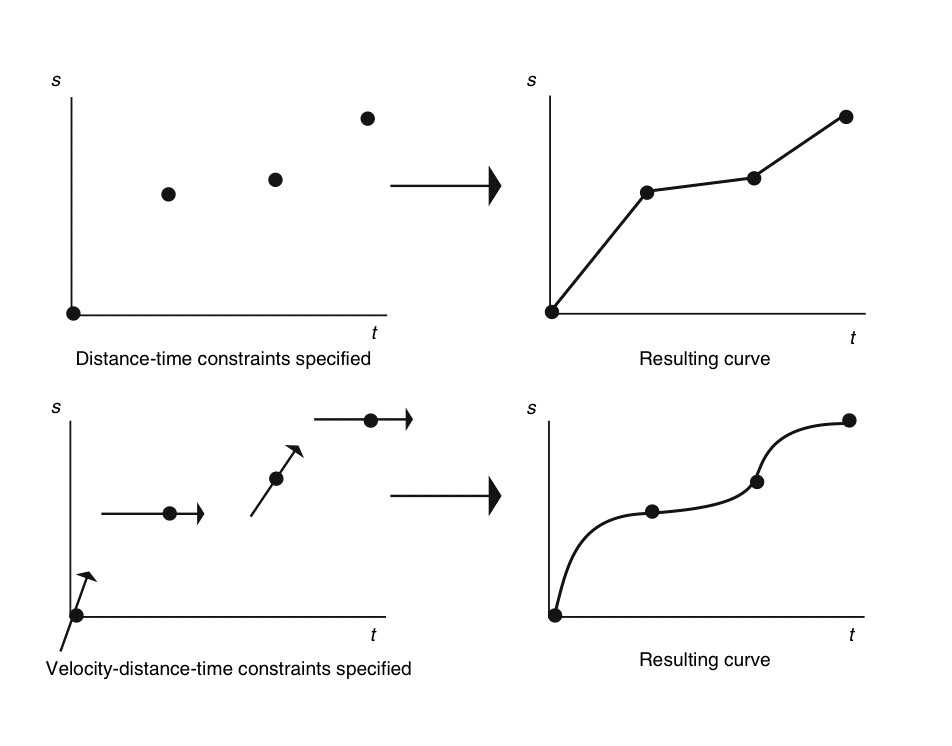 s
s
t
t
Distance-time constraints specified
Resulting curve
s
s
t
t
Velocity-distance-time constraints specified
Resulting curve